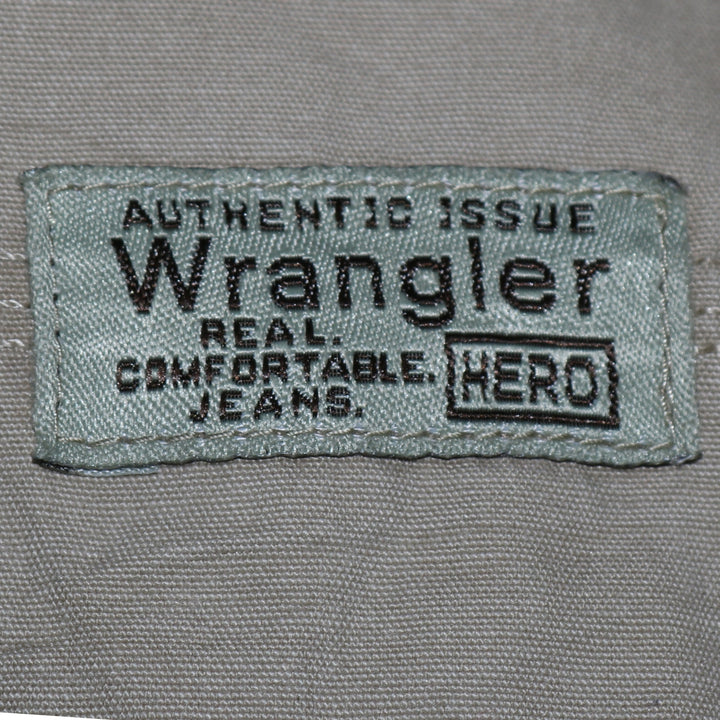 AUTHENTIC ISSUE
Wrangler
REAL.
COMFORTABLE.
JEANS.
HERO